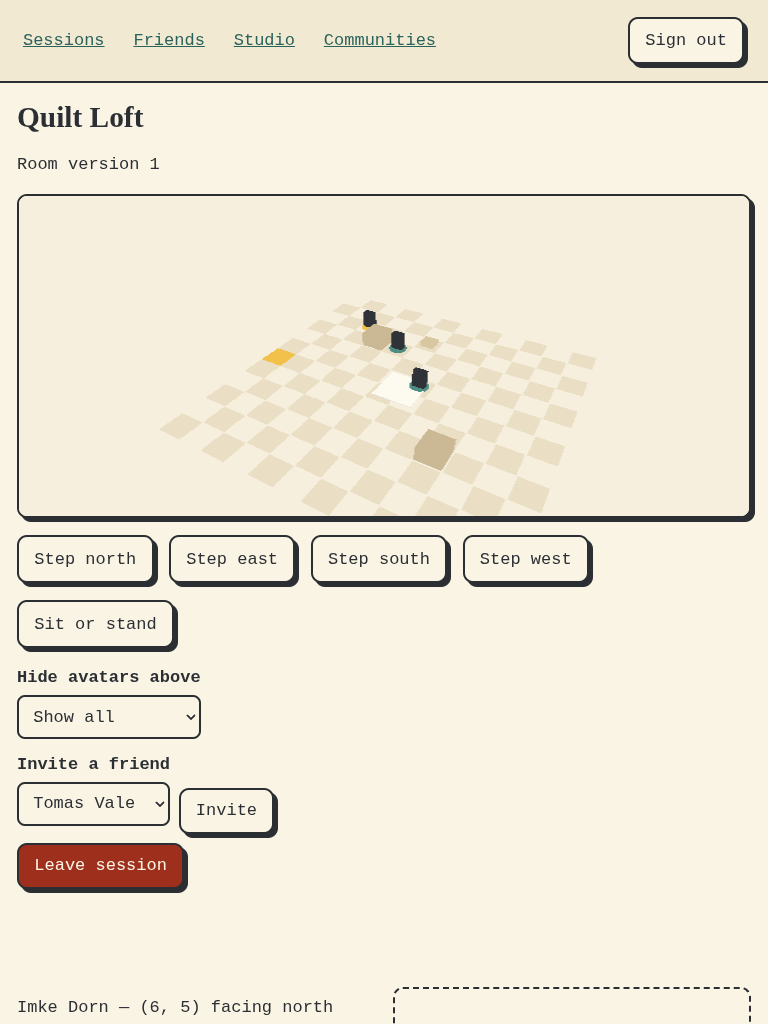 Sessions Friends Studio Communities Sign out
Quilt Loft
Room version 1
Step north Step east Step south Step west
Sit or stand
Hide avatars above
Show all
Invite a friend
Tomas Vale Invite
Leave session
Imke Dorn — (6, 5) facing north